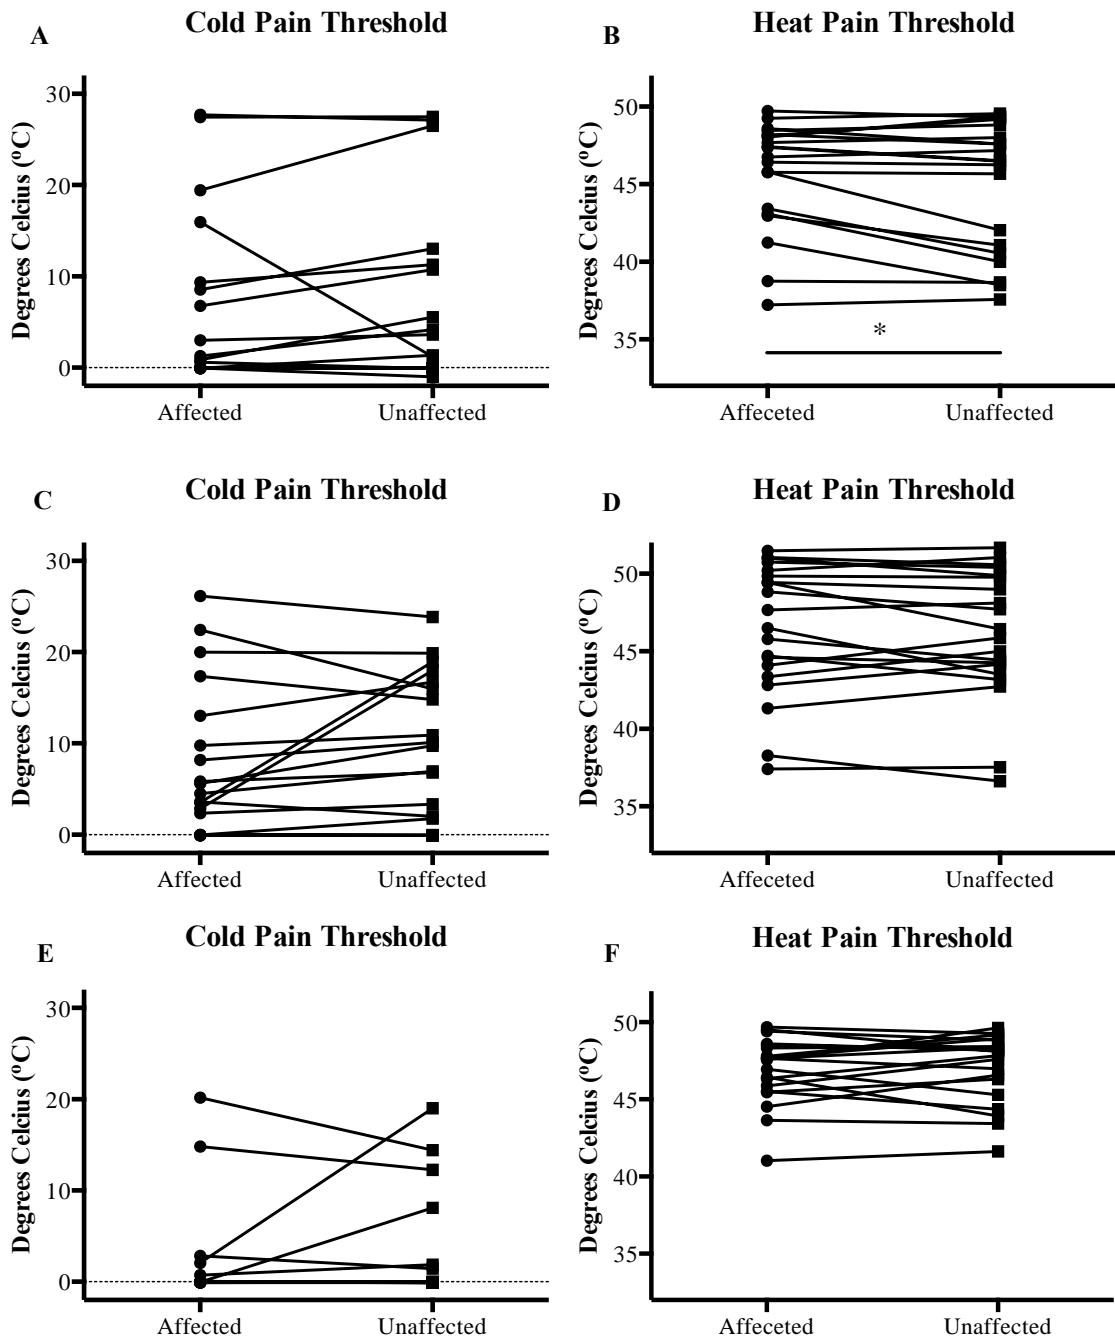 A
Cold Pain Threshold
Degrees Celcius (ºC)
30
20
10
0
Affected
Unaffected
B
Heat Pain Threshold
Degrees Celcius (ºC)
50
45
40
35
*
Affeceted
Unaffected
C
Cold Pain Threshold
Degrees Celcius (ºC)
30
20
10
0
Affected
Unaffected
D
Heat Pain Threshold
Degrees Celcius (ºC)
50
45
40
35
Affeceted
Unaffected
E
Cold Pain Threshold
Degrees Celcius (ºC)
30
20
10
0
Affected
Unaffected
F
Heat Pain Threshold
Degrees Celcius (ºC)
50
45
40
35
Affeceted
Unaffected